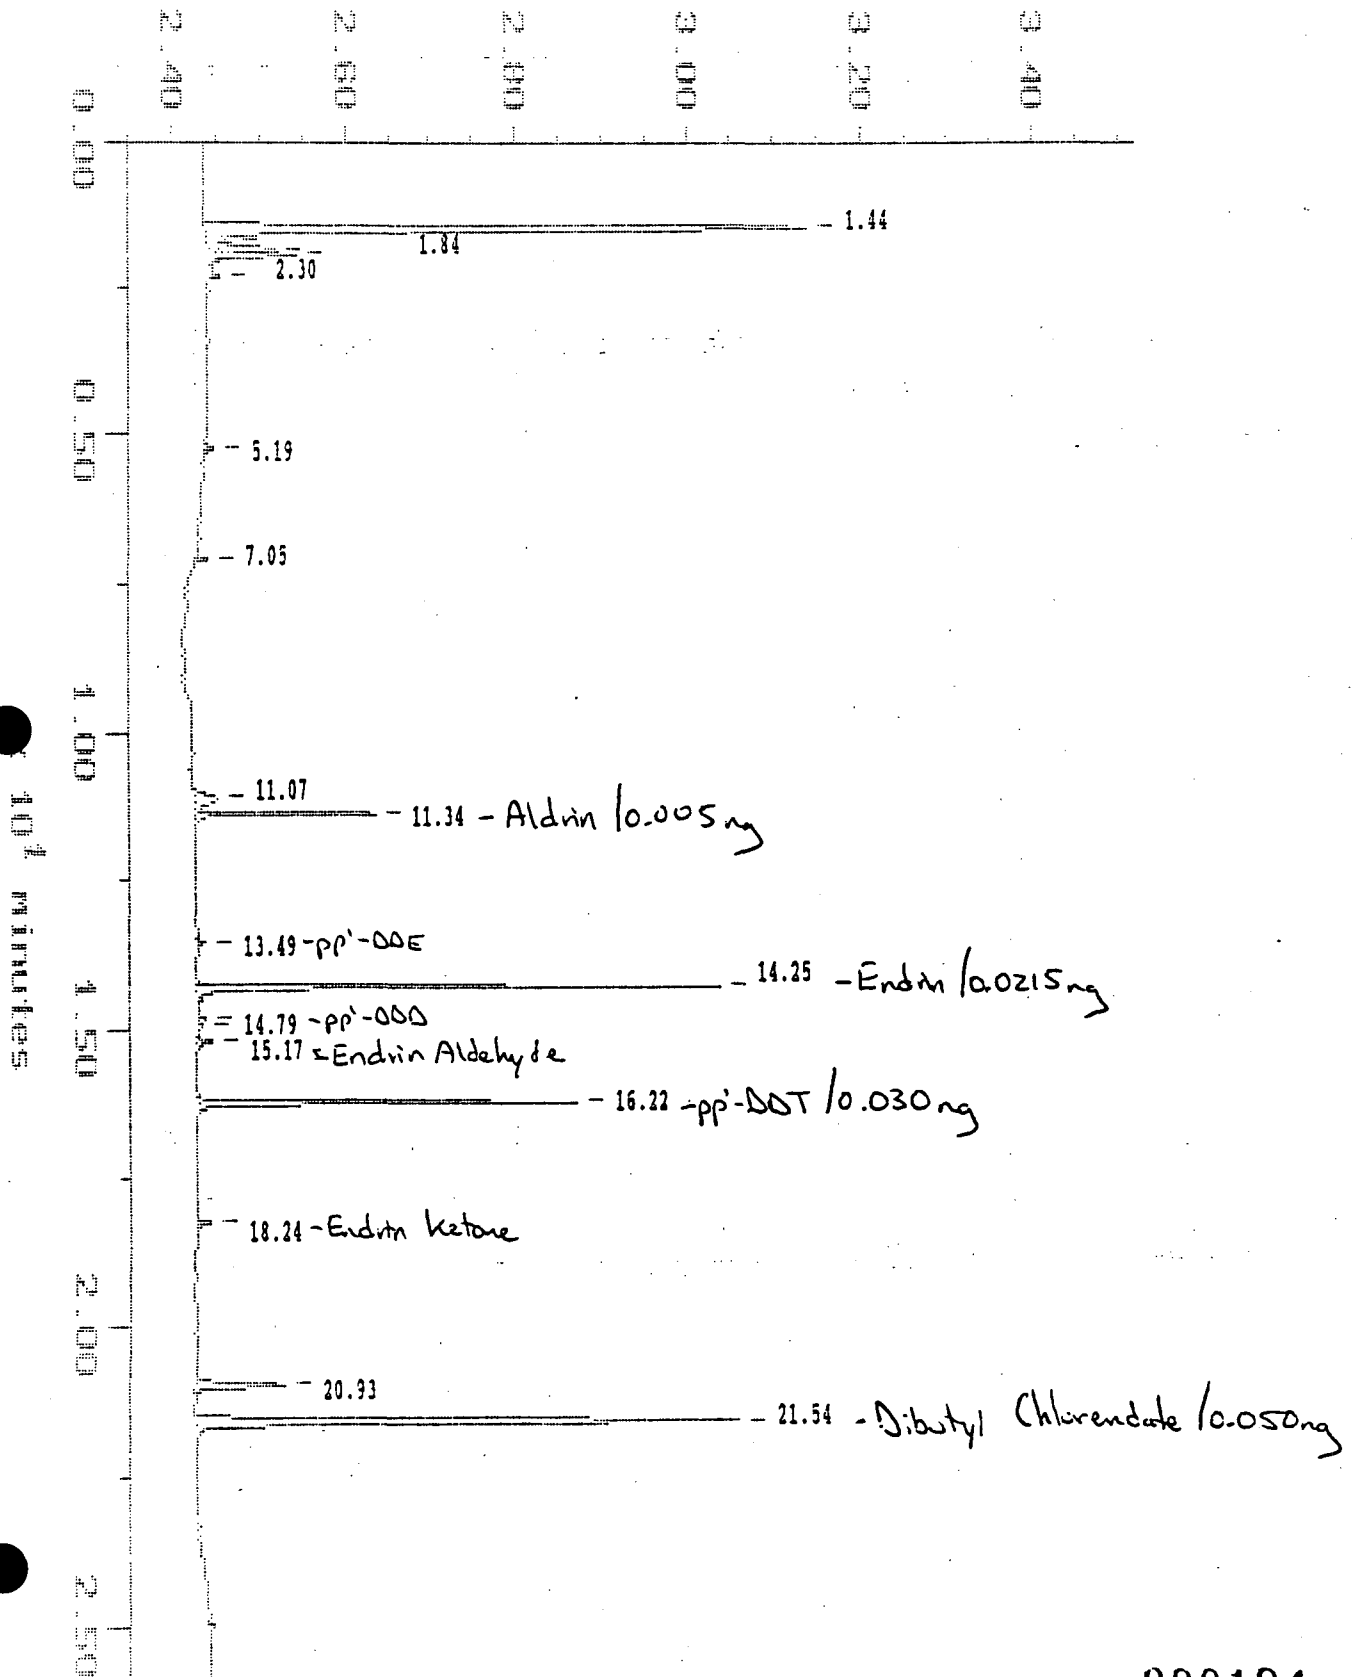 2.40 2.60 2.80 3.00 3.20 3.40
0.00
1.44
1.84
2.30
0.50
5.19
7.05
1.00
11.07
11.34 - Aldrin /0.005ng
13.49 -pp'-DDE
14.25 -Endrin /0.0215ng
1.50
14.79 -pp'-DDD
15.17 -Endrin Aldehyde
16.22 -pp'-DDT /0.030ng
18.24 -Endrin Ketone
2.00
20.93
21.54 -Dibutyl Chlorendate /0.050ng
2.50
10¹ minutes